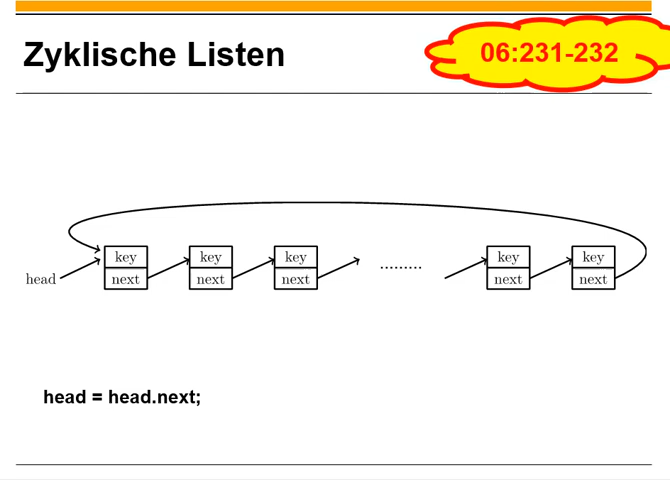 Zyklische Listen
06:231-232
key key key key key
head next next next ......... next next
head = head.next;